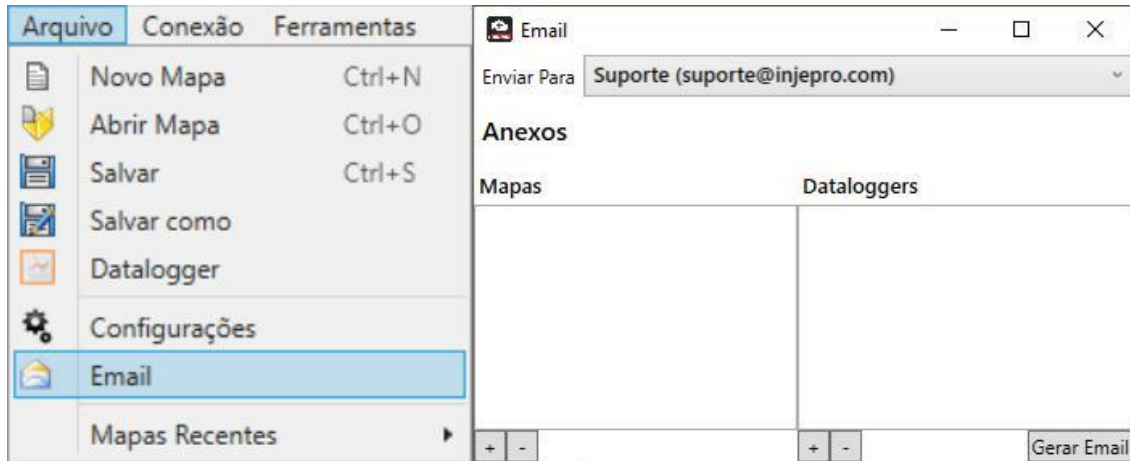 Arquivo Conexão Ferramentas
Novo Mapa Ctrl+N
Abrir Mapa Ctrl+O
Salvar Ctrl+S
Salvar como
Datalogger
Configurações
Email
Mapas Recentes
Email
Enviar Para Suporte (suporte@injepro.com)
Anexos
Mapas Dataloggers
+ - + - Gerar Email